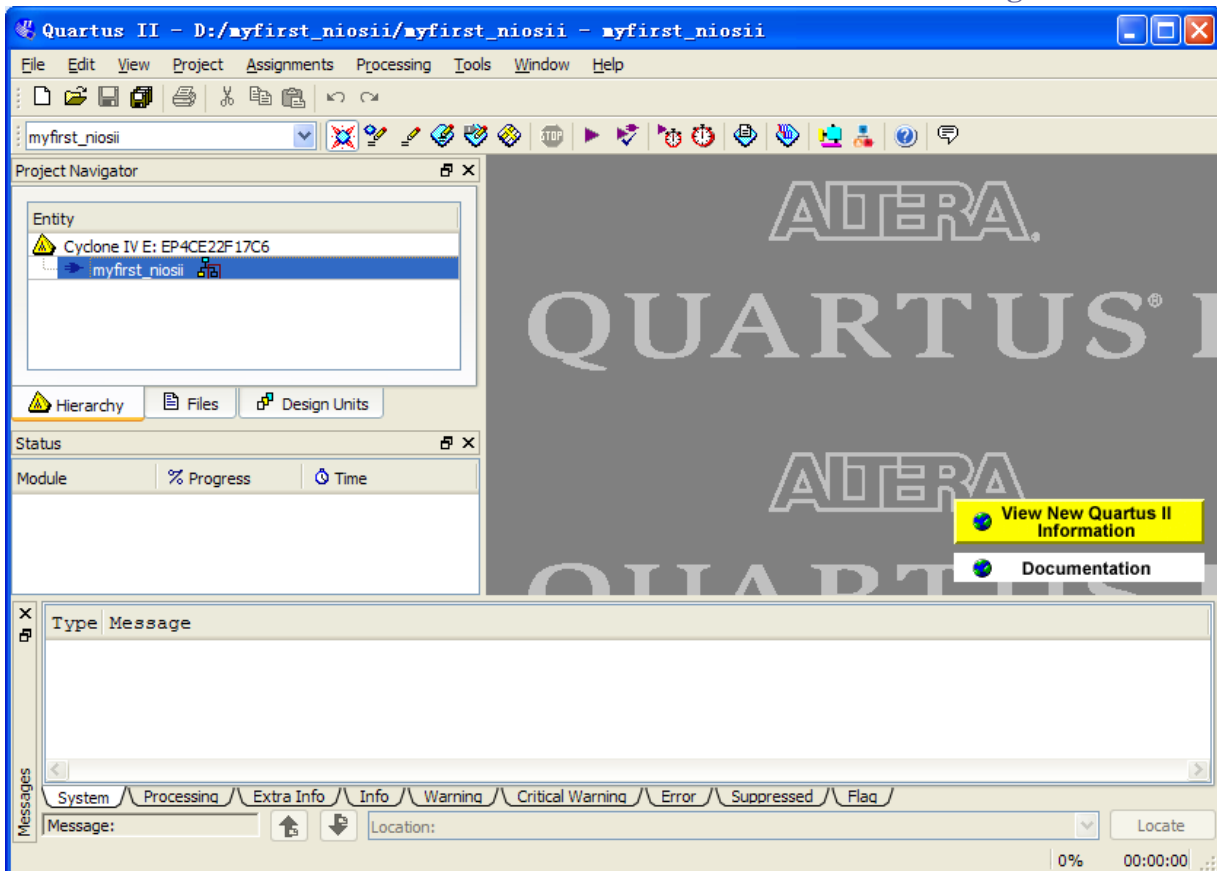 Quartus II - D:/myfirst_niosii/myfirst_niosii - myfirst_niosii
File Edit View Project Assignments Processing Tools Window Help
myfirst_niosii
STOP
Project Navigator
Entity
Cyclone IV E: EP4CE22F17C6
myfirst_niosii
Hierarchy Files Design Units
Status
Module % Progress Time
ALTERA.
QUARTUS® I
ALTERA
QUARTUS I
View New Quartus II
Information
Documentation
Type Message
Messages
System Processing Extra Info Info Warning Critical Warning Error Suppressed Flag
Message: Location: Locate
0% 00:00:00